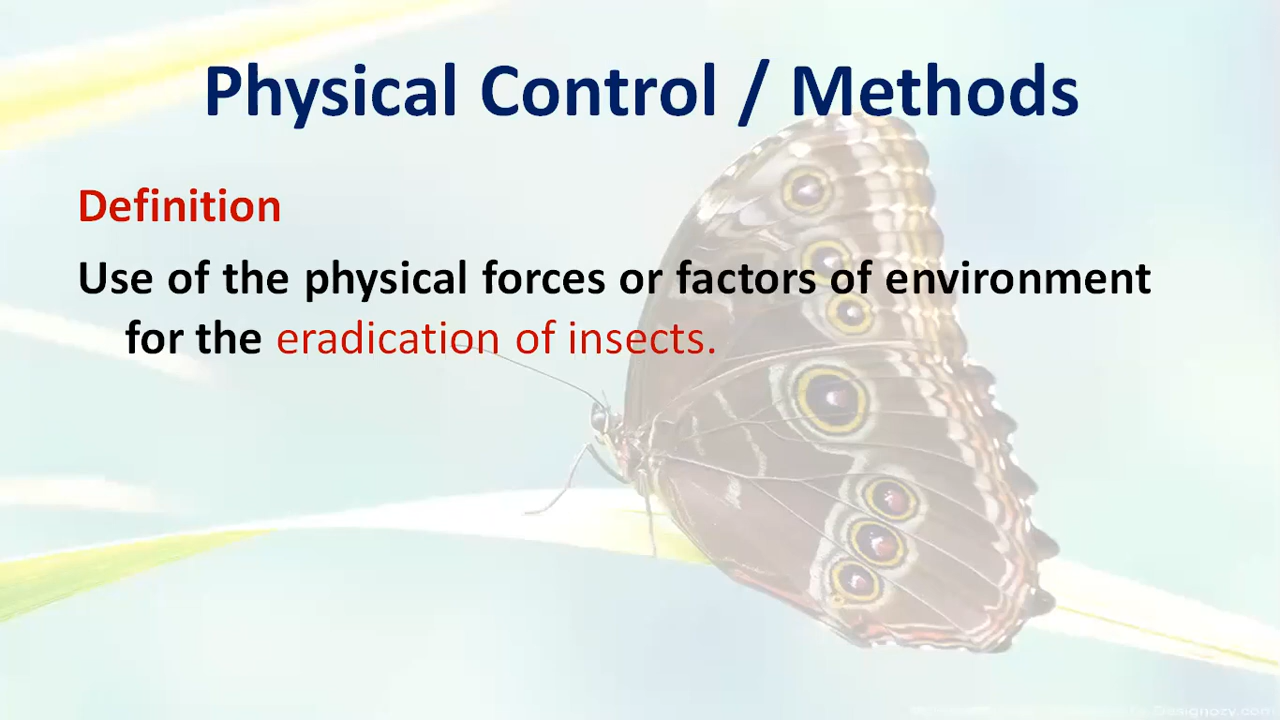 Physical Control / Methods
Definition
Use of the physical forces or factors of environment
for the eradication of insects.